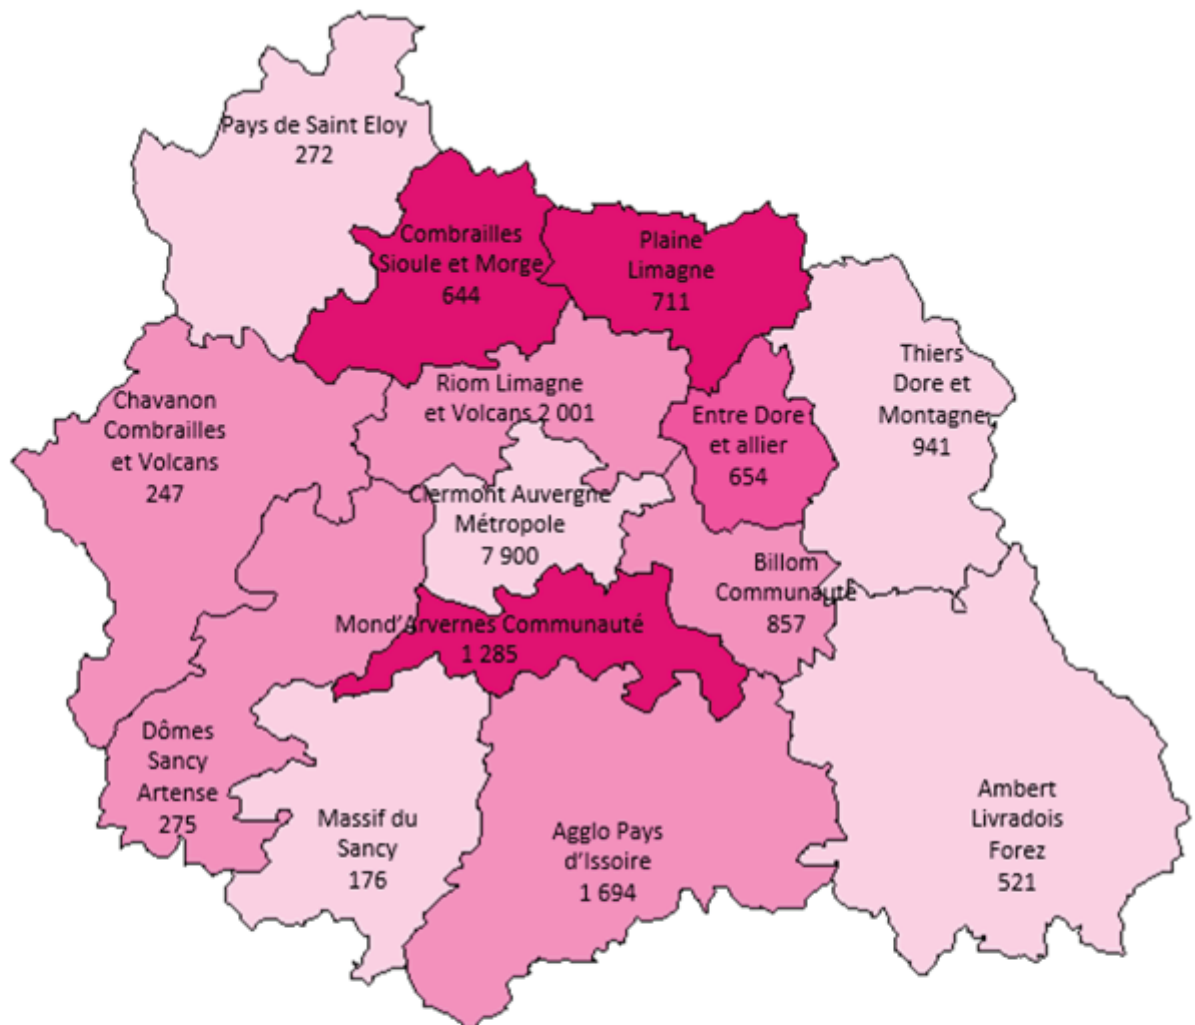 Pays de Saint Eloy
272
Combrailles
Sioule et Morge
644
Plaine
Limagne
711
Thiers
Dore et
Montagne
941
Chavanon
Combrailles
et Volcans
247
Riom Limagne
et Volcans 2 001
Entre Dore
et allier
654
Clermont Auvergne
Métropole
7 900
Billom
Communauté
857
Mond'Arvernes Communauté
1 285
Dômes
Sancy
Artense
275
Massif du
Sancy
176
Agglo Pays
d'Issoire
1 694
Ambert
Livradois
Forez
521